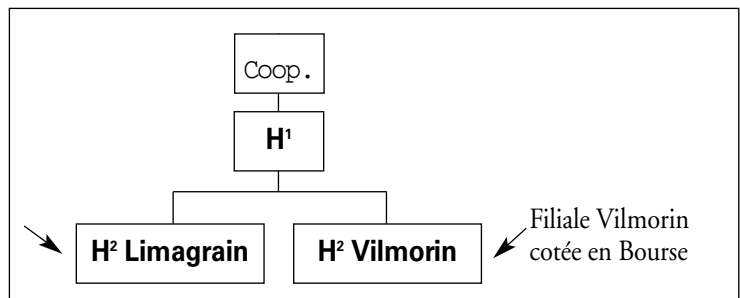 Coop.
H¹
H² Limagrain
H² Vilmorin
Filiale Vilmorin
cotée en Bourse